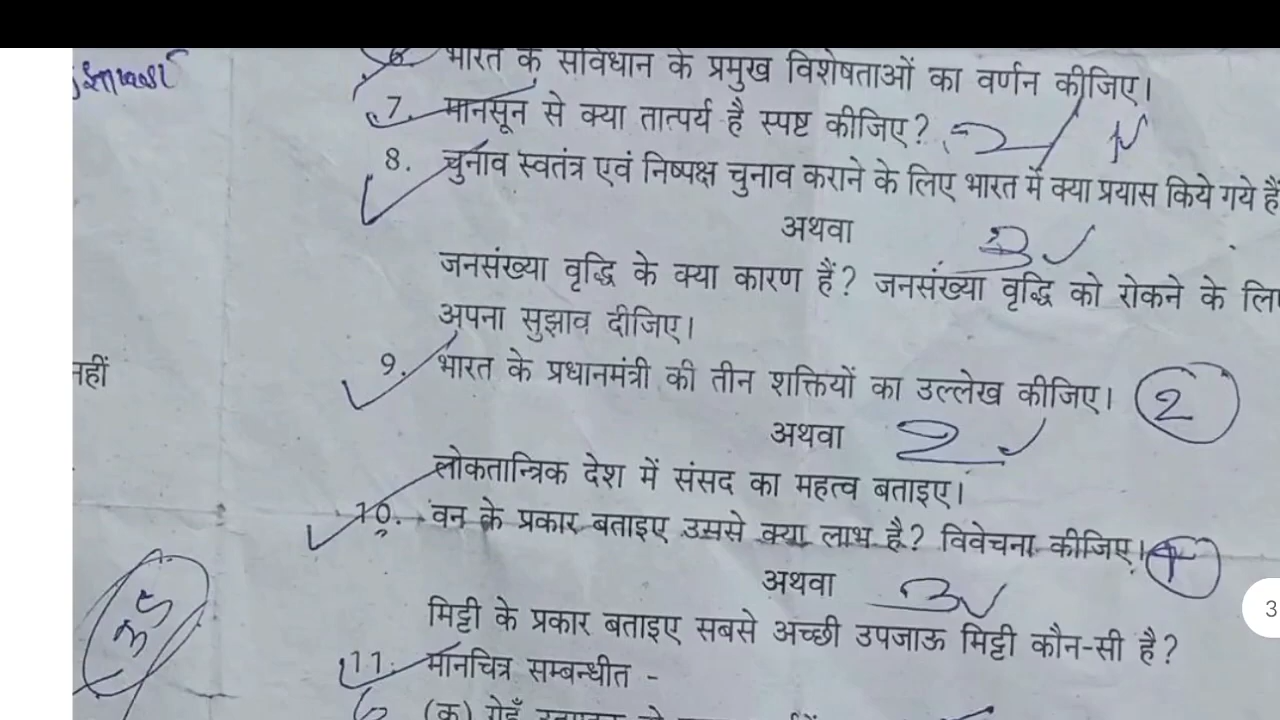 6 भारत के संविधान के प्रमुख विशेषताओं का वर्णन कीजिए।
7. मानसून से क्या तात्पर्य है स्पष्ट कीजिए?
8. चुनाव स्वतंत्र एवं निष्पक्ष चुनाव कराने के लिए भारत में क्या प्रयास किये गये हैं
अथवा
जनसंख्या वृद्धि के क्या कारण हैं? जनसंख्या वृद्धि को रोकने के लि
अपना सुझाव दीजिए।
नहीं
9. भारत के प्रधानमंत्री की तीन शक्तियों का उल्लेख कीजिए। 2
अथवा 2
लोकतान्त्रिक देश में संसद का महत्व बताइए।
10. वन के प्रकार बताइए उससे क्या लाभ है? विवेचना कीजिए।
अथवा 3
35
मिट्टी के प्रकार बताइए सबसे अच्छी उपजाऊ मिट्टी कौन-सी है?
3
11. मानचित्र सम्बन्धीत -
(क) गेहूँ